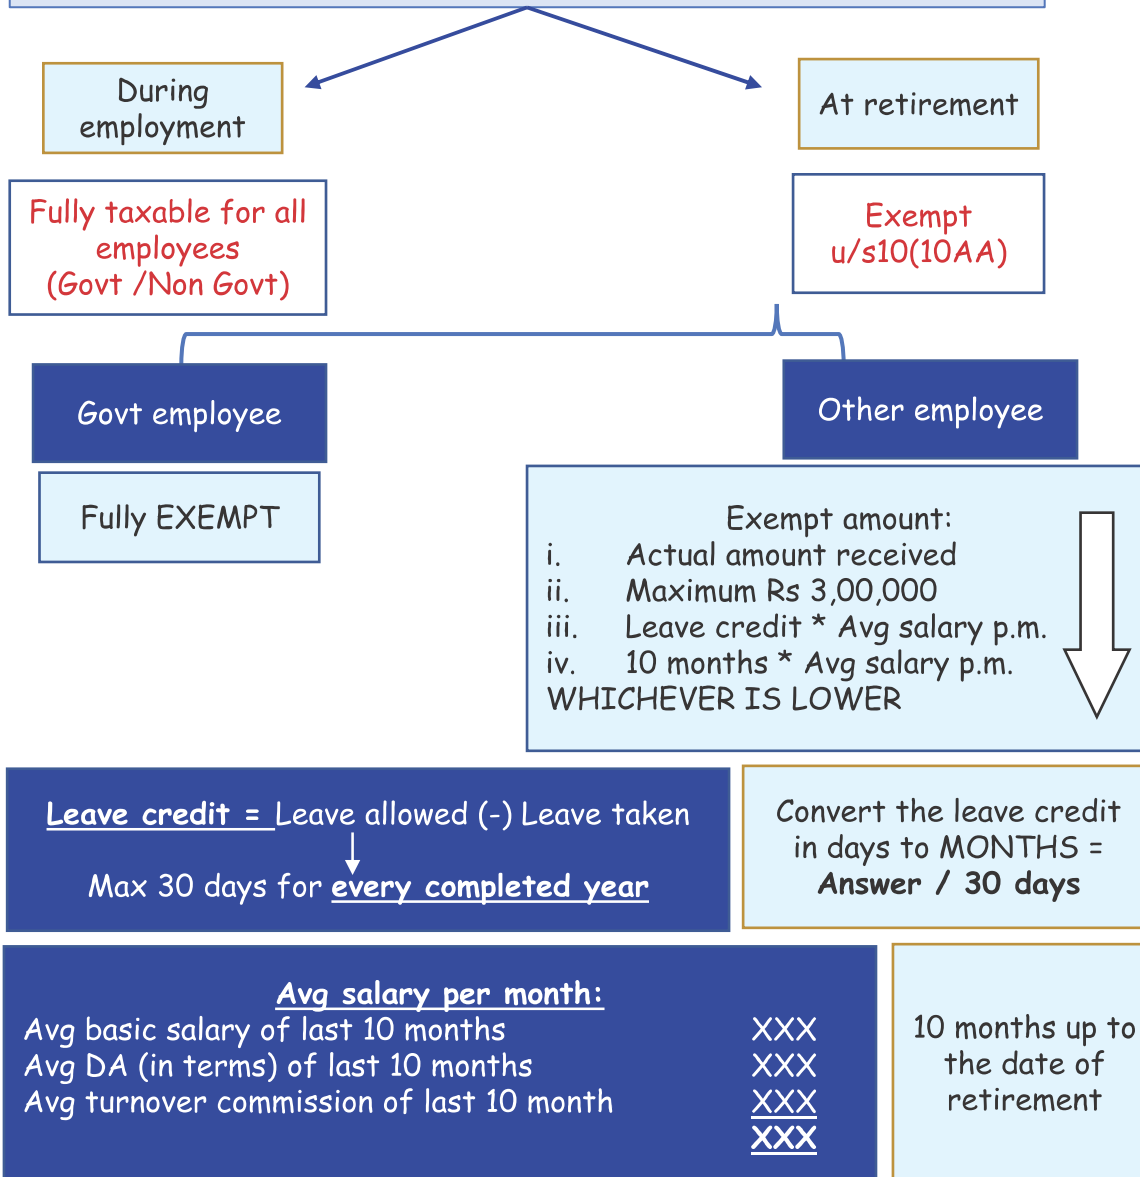 During
employment
At retirement
Fully taxable for all
employees
(Govt /Non Govt)
Exempt
u/s10(10AA)
Govt employee
Other employee
Fully EXEMPT
Exempt amount:
i. Actual amount received
ii. Maximum Rs 3,00,000
iii. Leave credit * Avg salary p.m.
iv. 10 months * Avg salary p.m.
WHICHEVER IS LOWER
Leave credit = Leave allowed (-) Leave taken
Max 30 days for every completed year
Convert the leave credit
in days to MONTHS =
Answer / 30 days
Avg salary per month:
Avg basic salary of last 10 months XXX
Avg DA (in terms) of last 10 months XXX
Avg turnover commission of last 10 month XXX
XXX
10 months up to
the date of
retirement